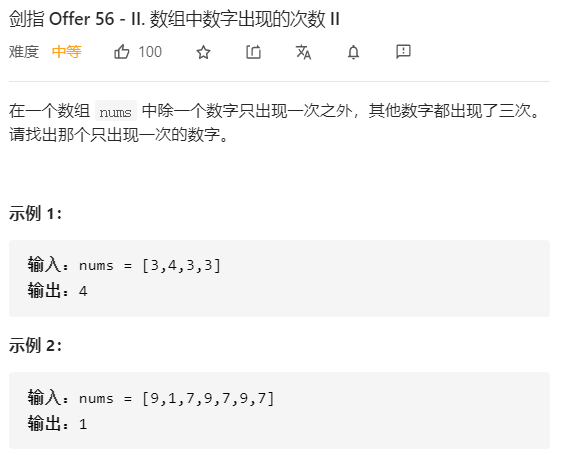 剑指 Offer 56 - II. 数组中数字出现的次数 II
难度 中等 100
在一个数组 nums 中除一个数字只出现一次之外，其他数字都出现了三次。
请找出那个只出现一次的数字。
示例 1：
输入：nums = [3,4,3,3]
输出：4
示例 2：
输入：nums = [9,1,7,9,7,9,7]
输出：1